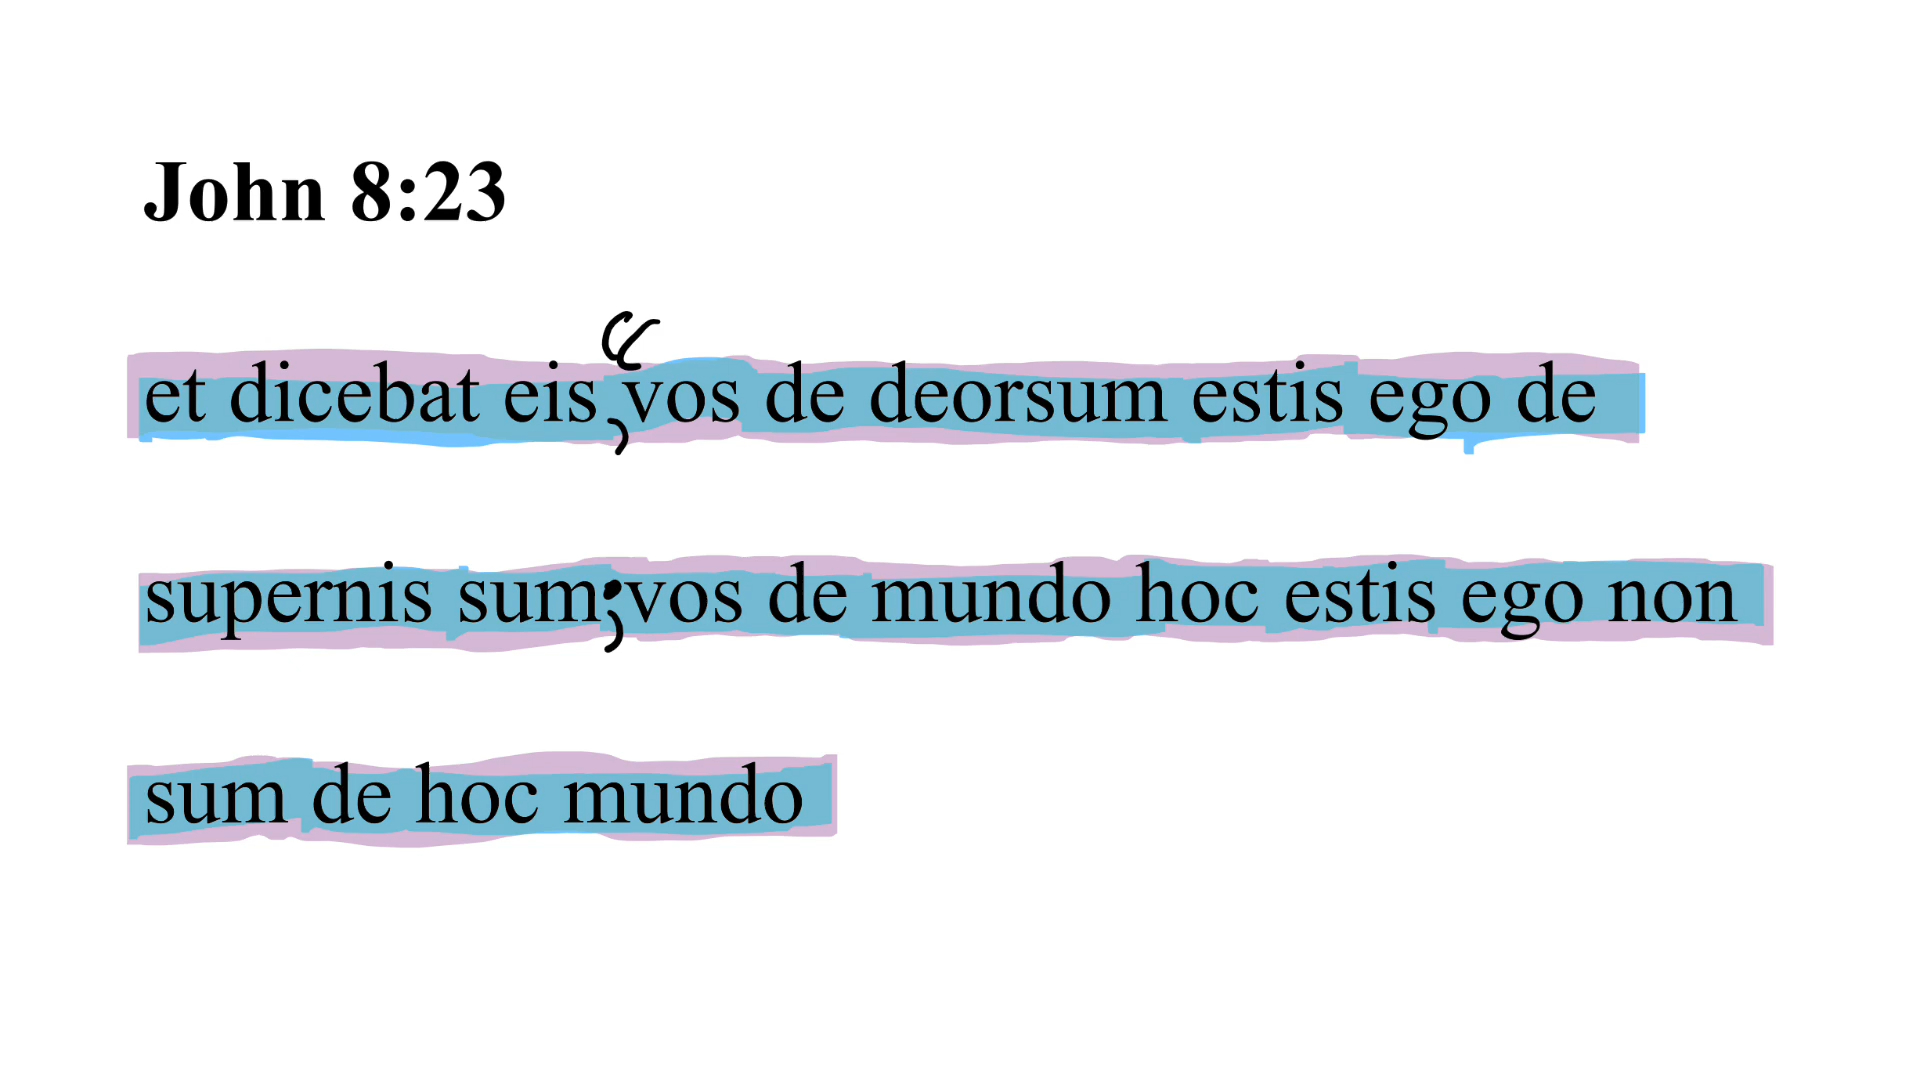 John 8:23
et dicebat eis, “vos de deorsum estis ego de
supernis sum; vos de mundo hoc estis ego non
sum de hoc mundo